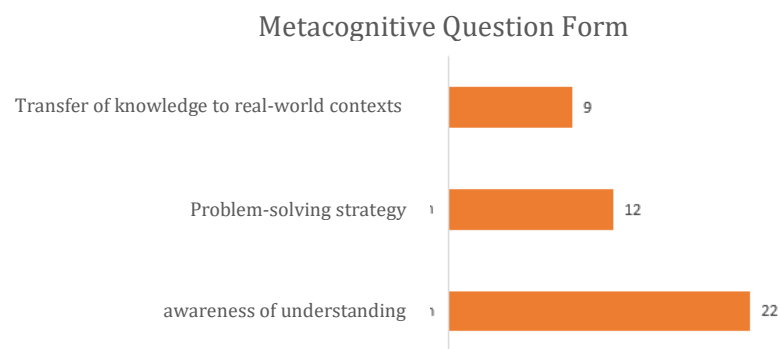 Metacognitive Question Form
Transfer of knowledge to real-world contexts 9
Problem-solving strategy 12
awareness of understanding 22